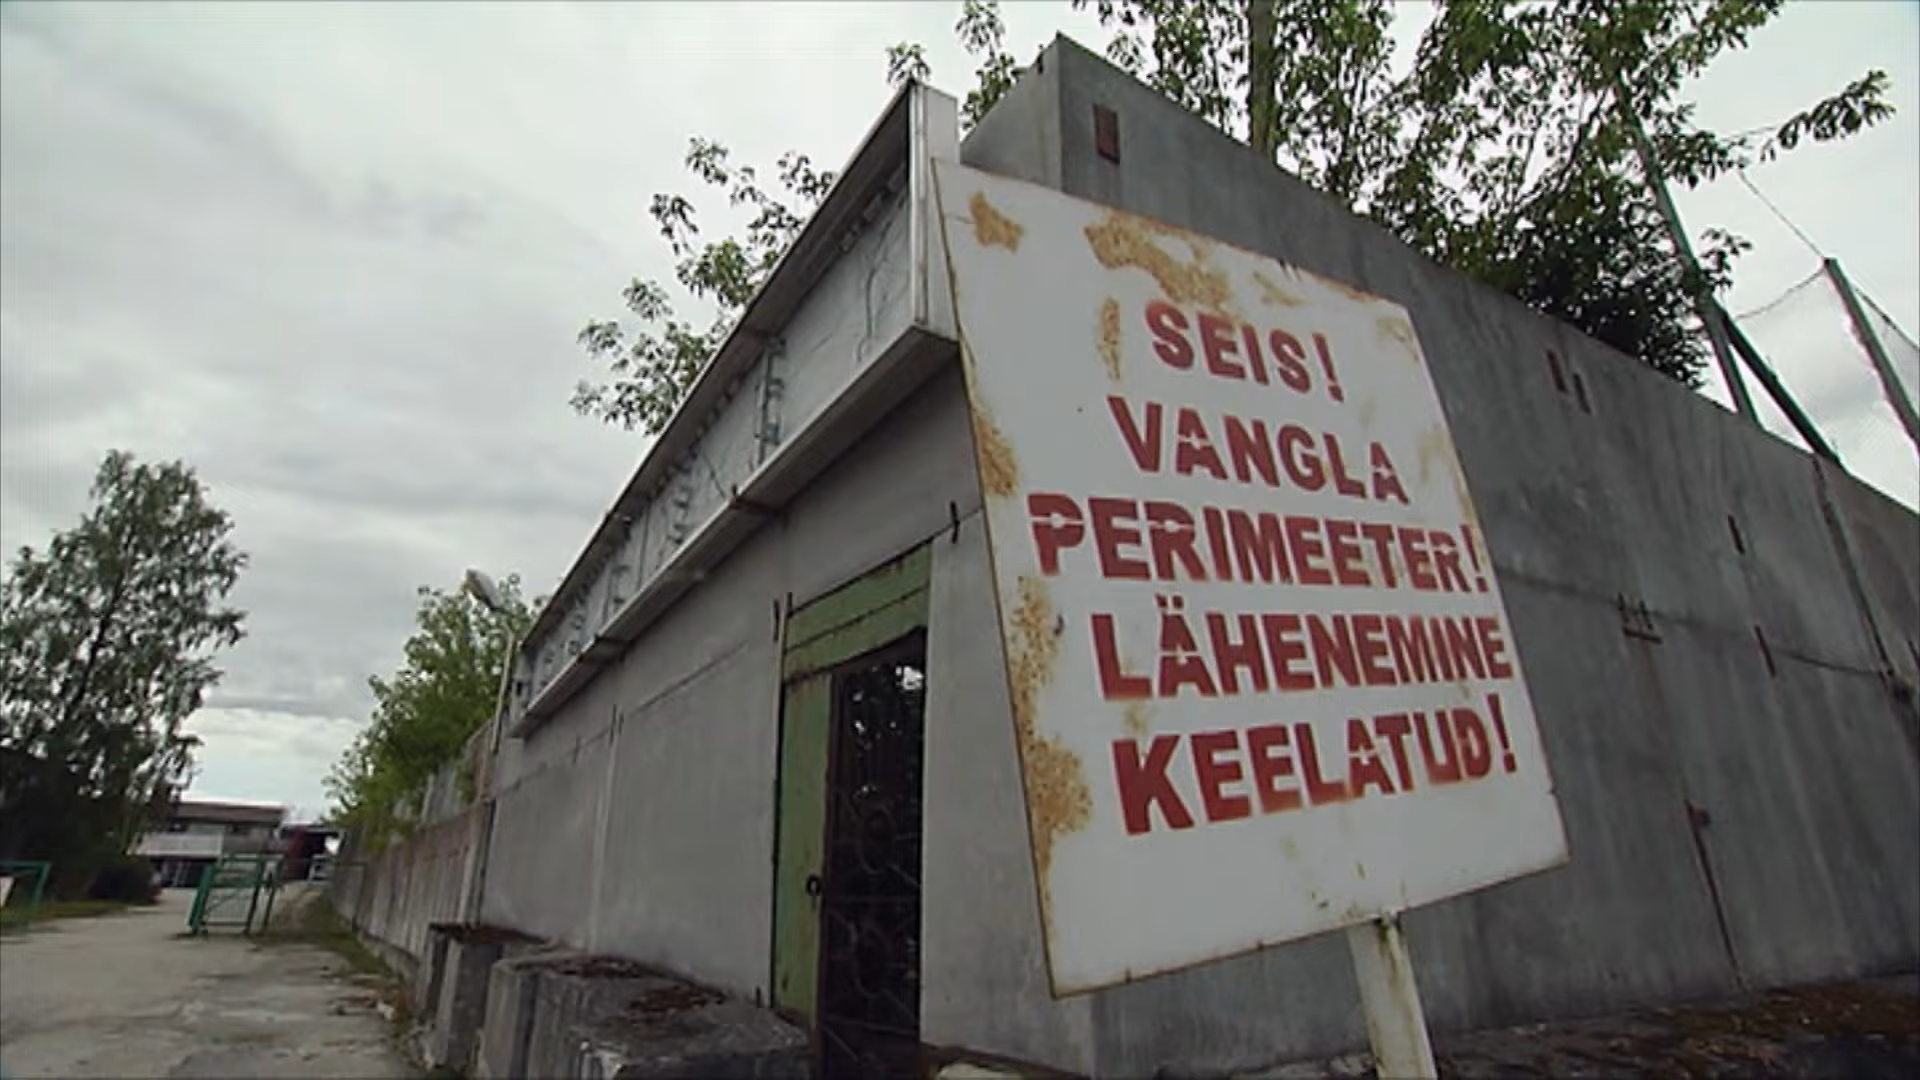 SEIS!
VANGLA
PERIMEETER!
LÄHENEMINE
KEELATUD!